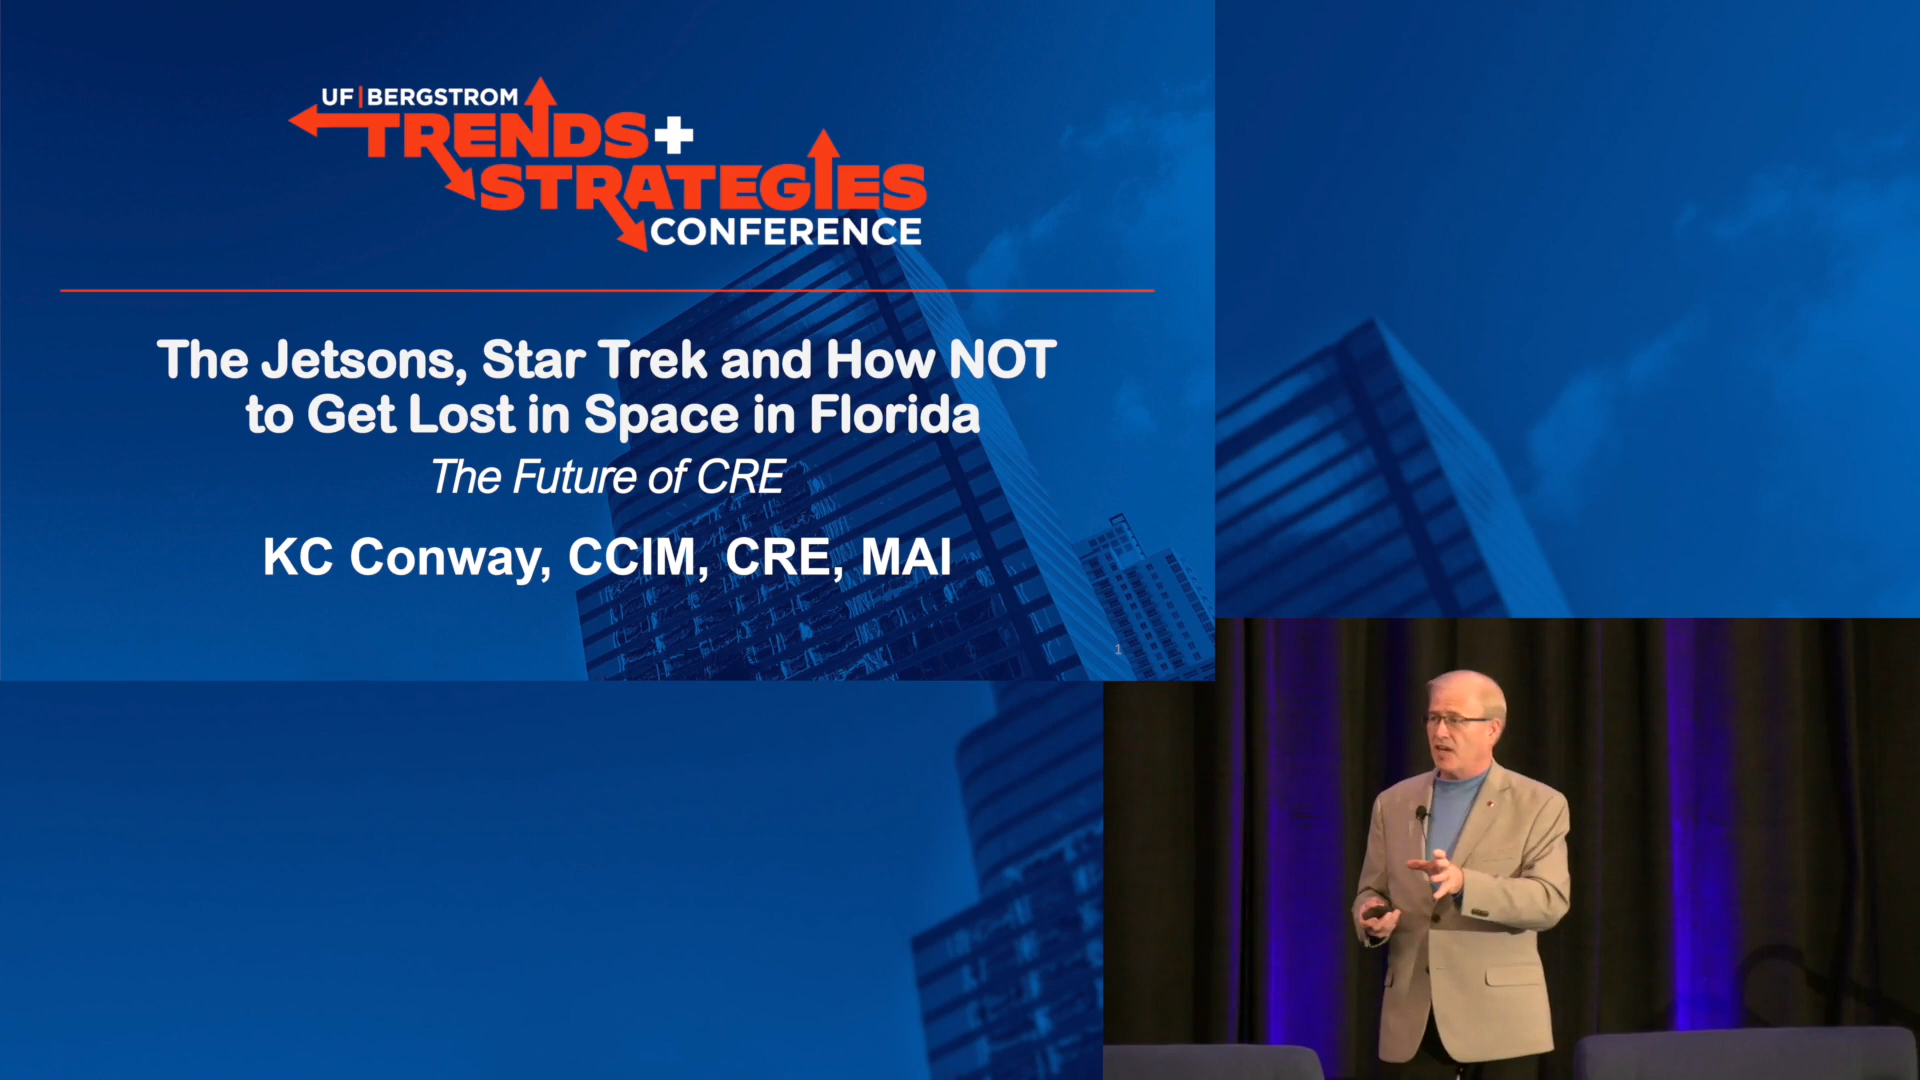 UF|BERGSTROM
TRENDS+
STRATEGIES
CONFERENCE
The Jetsons, Star Trek and How NOT
to Get Lost in Space in Florida
The Future of CRE
KC Conway, CCIM, CRE, MAI
1